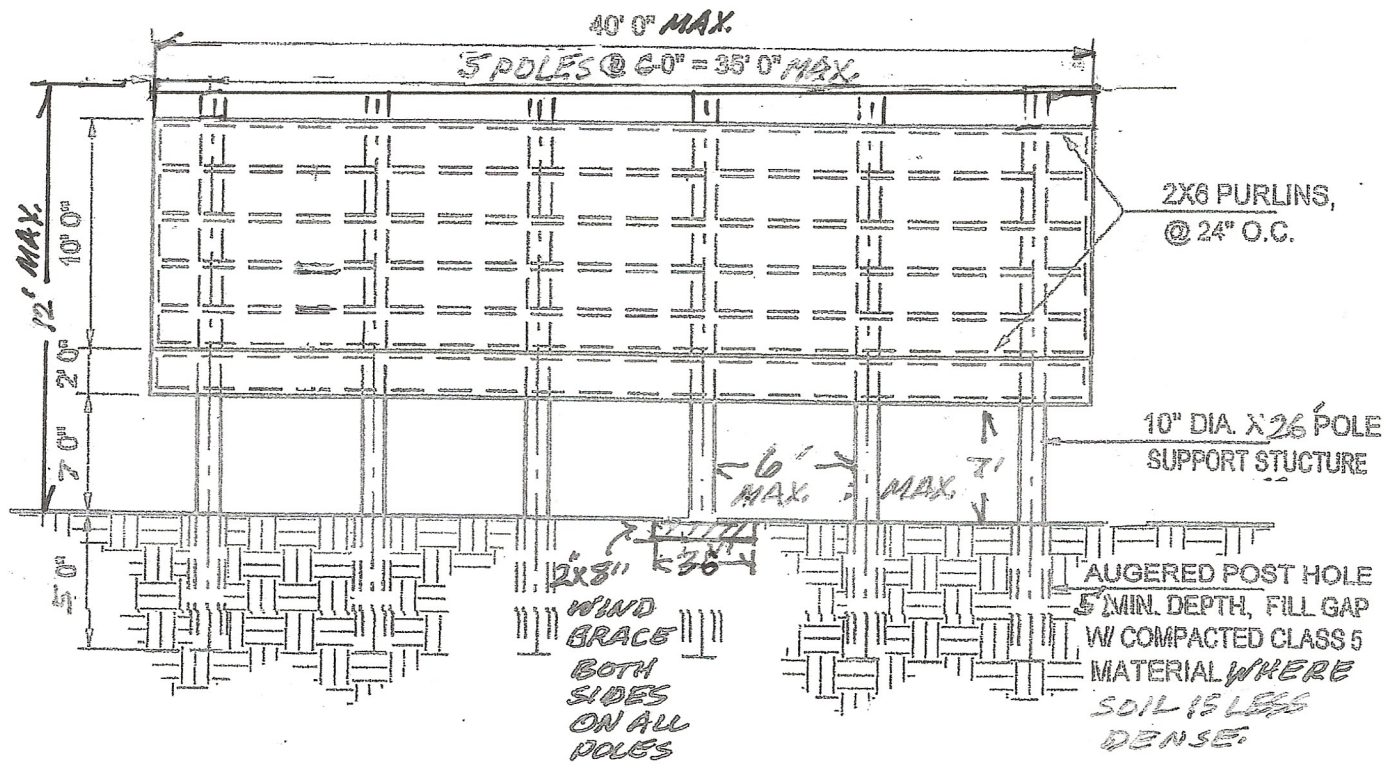 40' 0" MAX.
5 POLES @ 6-0" = 35' 0" MAX.
12' MAX.
10' 0"
2' 0"
7' 0"
5' 0"
2X6 PURLINS,
@ 24" O.C.
10" DIA. X 26' POLE
SUPPORT STUCTURE
6'
MAX.
MAX.
7'
2x8"
36"
WIND
BRACE
BOTH
SIDES
ON ALL
POLES
AUGERED POST HOLE
5' MIN. DEPTH, FILL GAP
W/ COMPACTED CLASS 5
MATERIAL WHERE
SOIL IS LESS
DENSE.